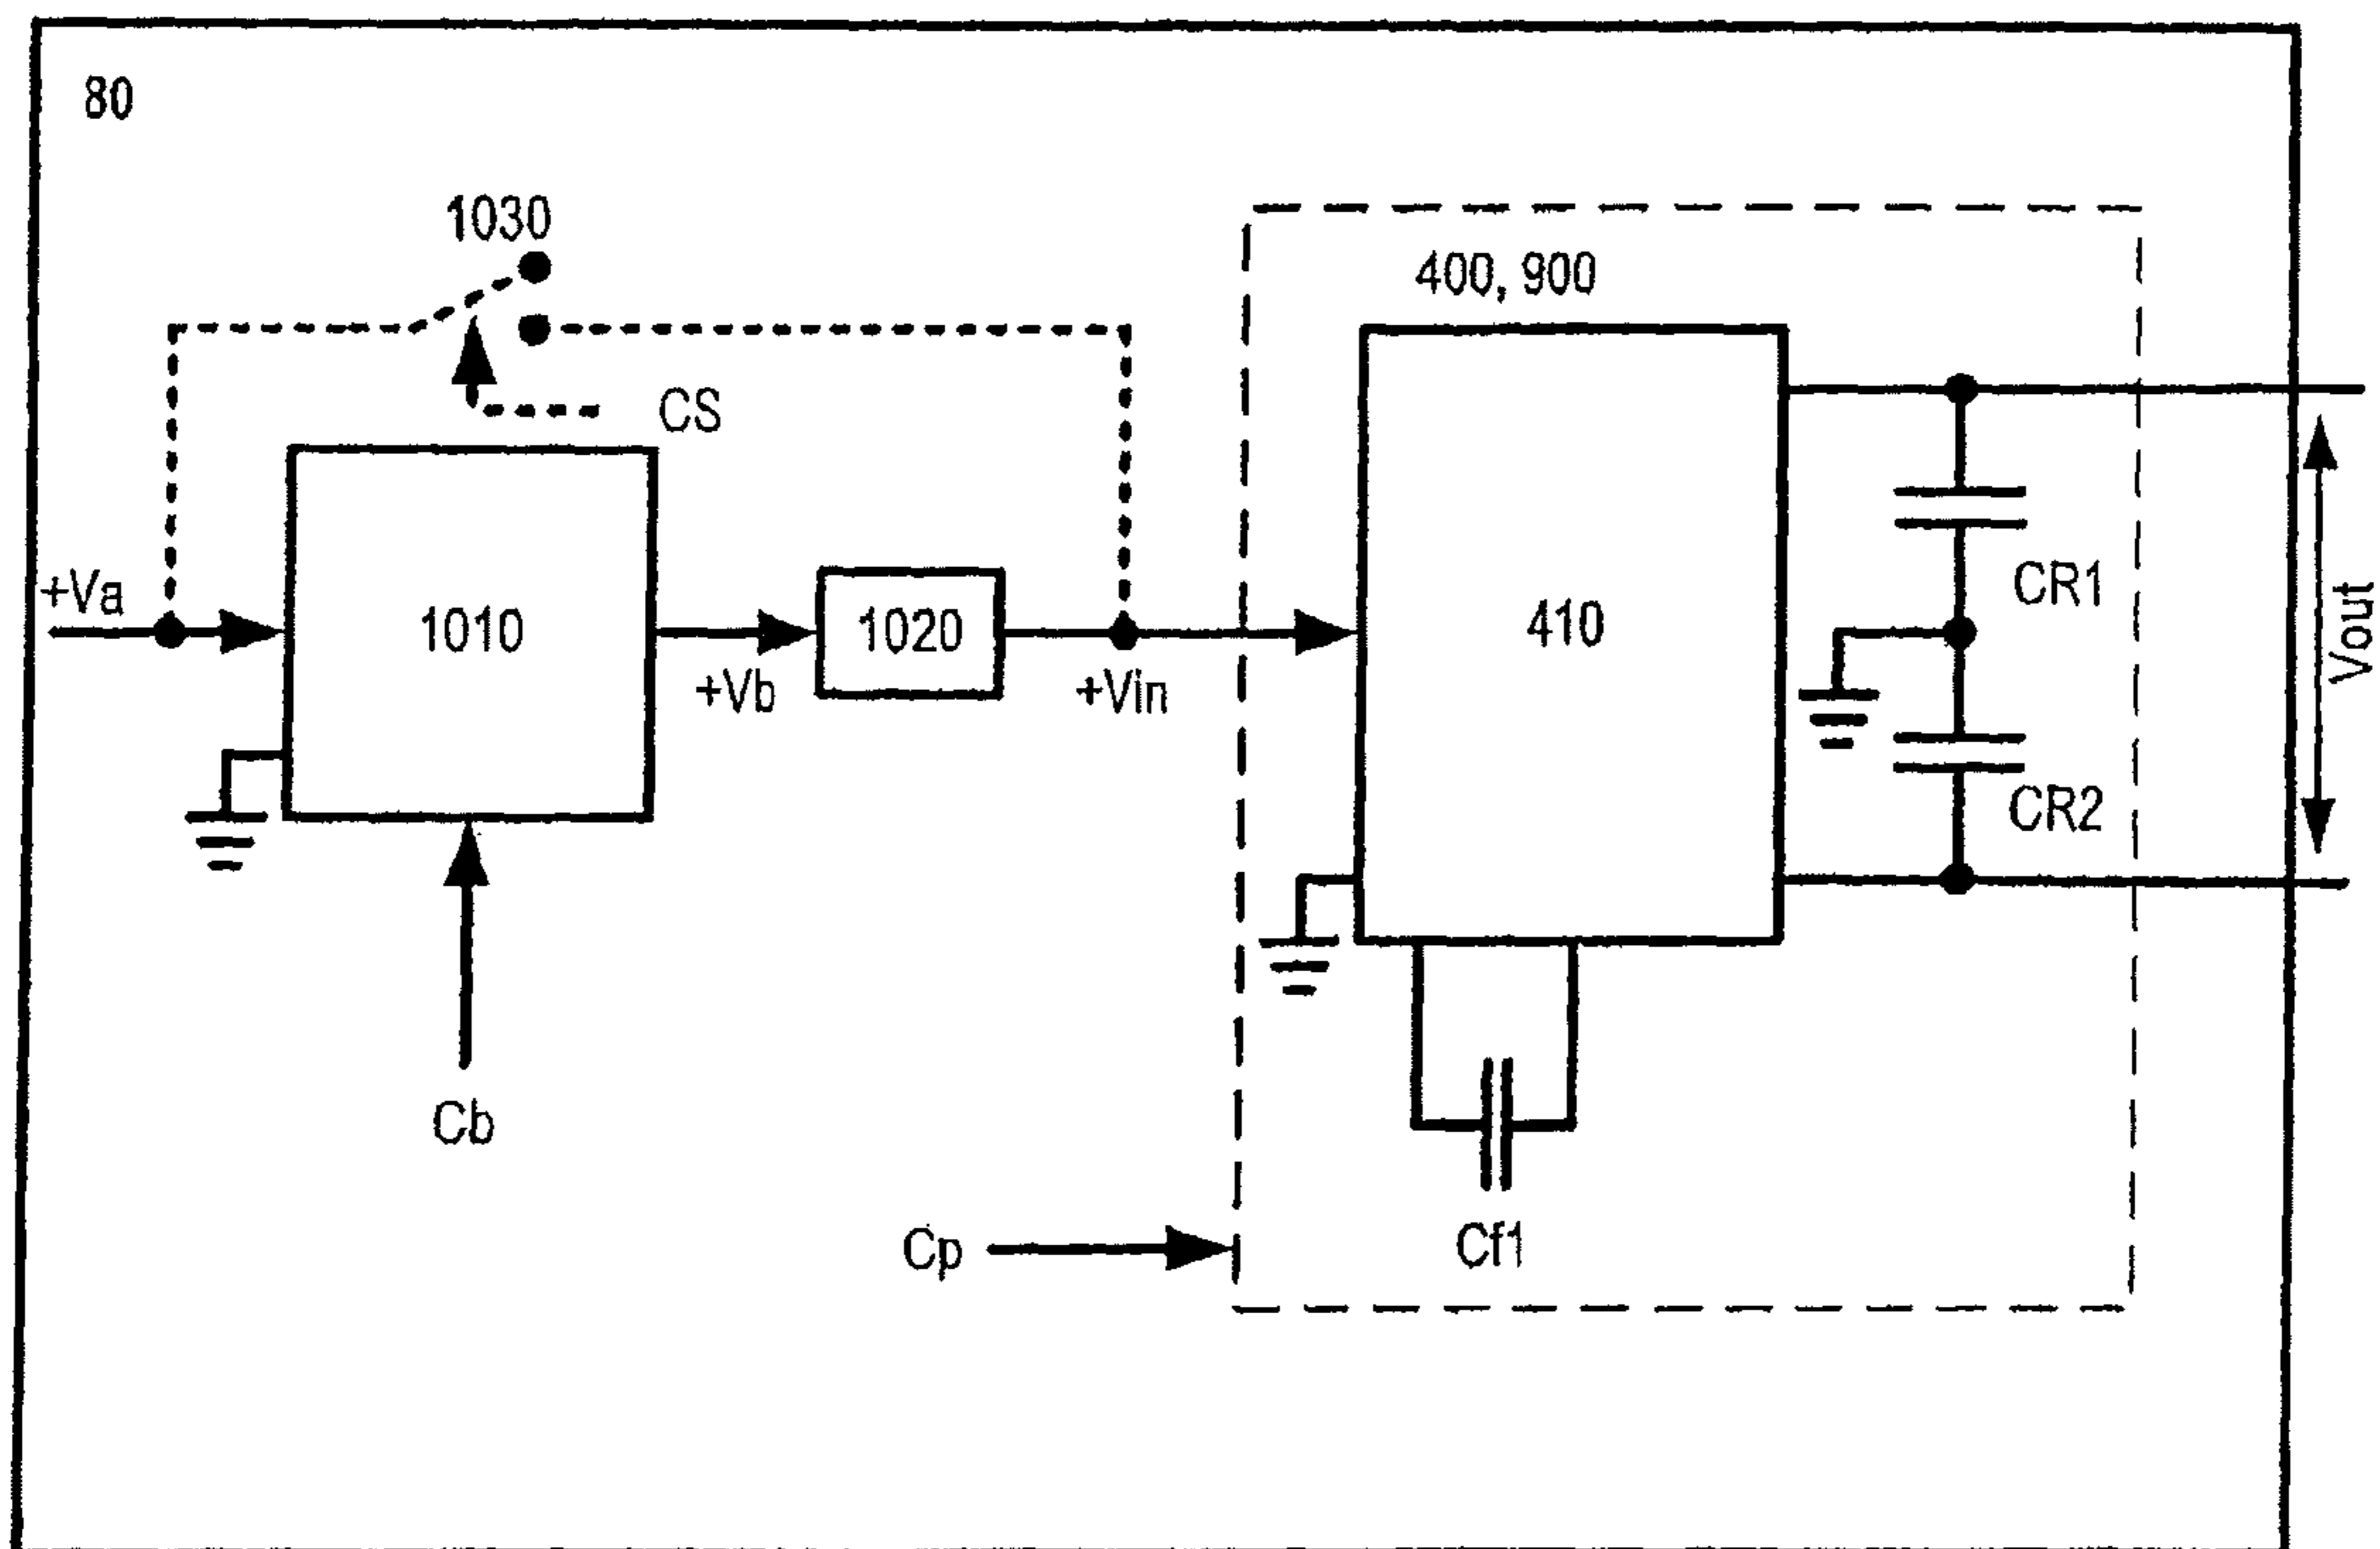 80
1030
400, 900
CS
+Va
1010
+Vb
1020
+Vin
410
CR1
CR2
Vout
Cb
Cp
Cf1